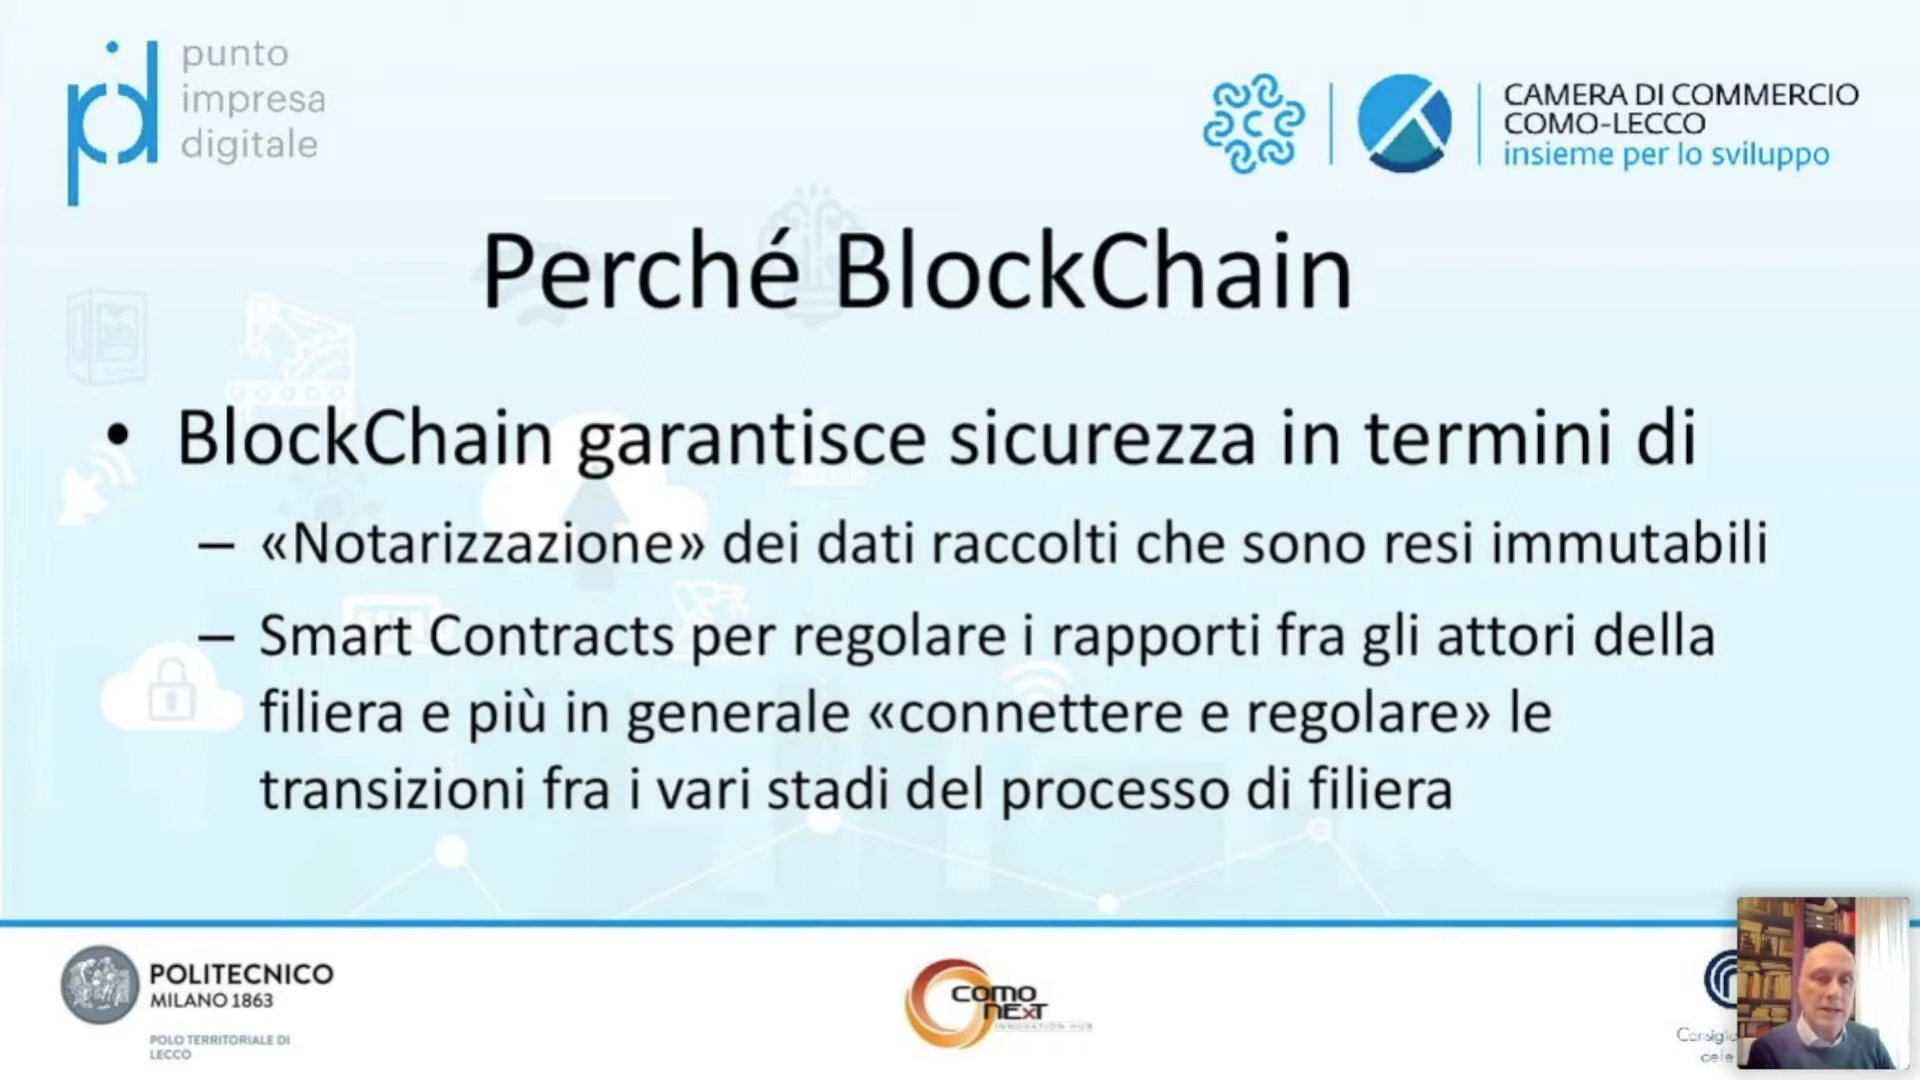 punto
impresa
digitale
CAMERA DI COMMERCIO
COMO-LECCO
insieme per lo sviluppo
Perché BlockChain
• BlockChain garantisce sicurezza in termini di
– «Notarizzazione» dei dati raccolti che sono resi immutabili
– Smart Contracts per regolare i rapporti fra gli attori della
filiera e più in generale «connettere e regolare» le
transizioni fra i vari stadi del processo di filiera
POLITECNICO
MILANO 1863
POLO TERRITORIALE DI
LECCO
COMO
NExT
INNOVATION HUB